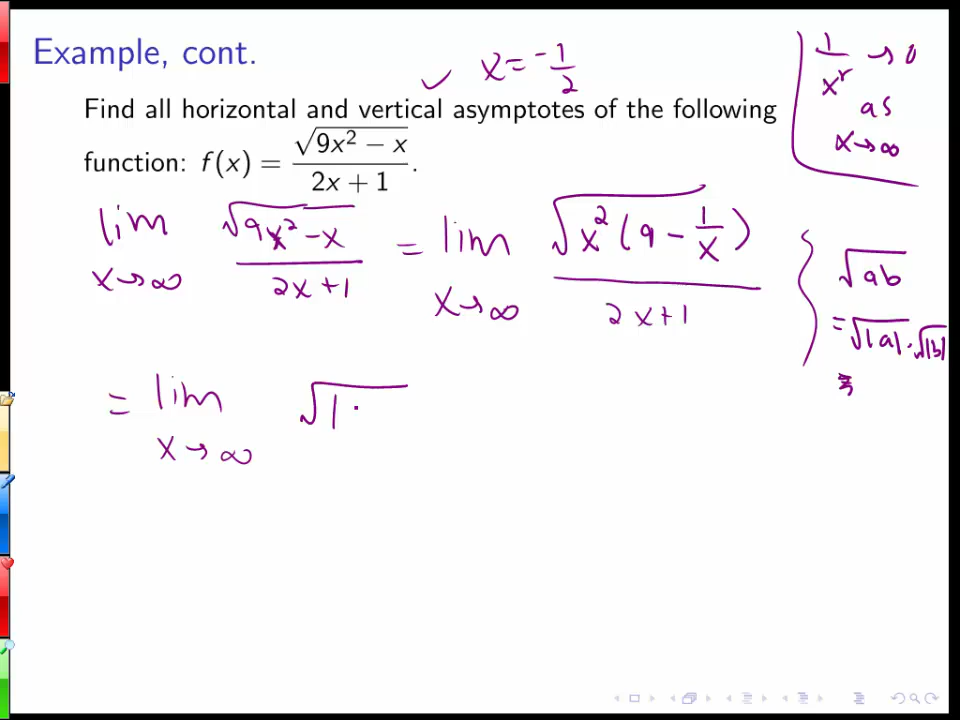 Example, cont.
✓ x = -1/2
1/x^r → 0
as
x → ∞
Find all horizontal and vertical asymptotes of the following
function: f(x) = √(9x² − x) / (2x + 1).
lim x→∞ √(9x² − x) / (2x + 1) = lim x→∞ √(x²(9 − 1/x)) / (2x + 1)
√ab
= √|a| · √|b|
= lim x→∞ √|